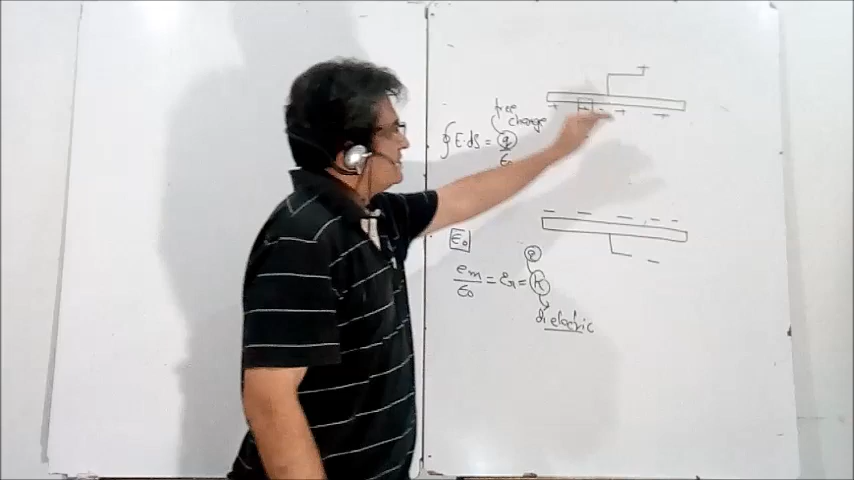 free
charge
∮E·ds = q/ε₀
ε₀
εm/ε₀ = εr = K
dielectric